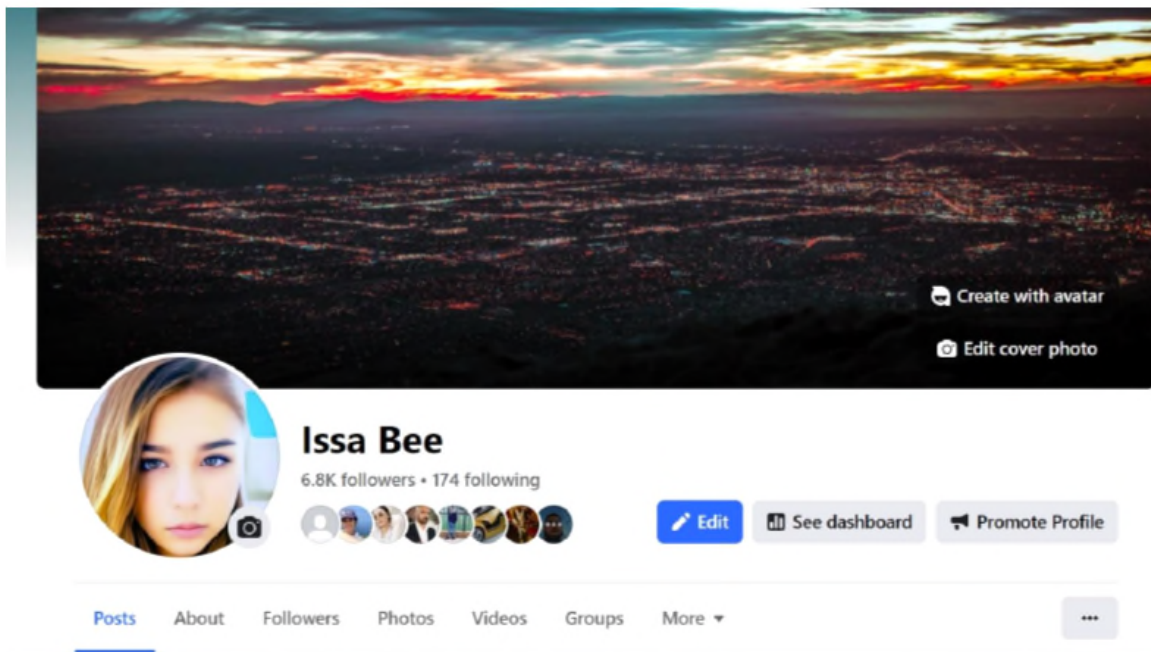 Create with avatar
Edit cover photo
Issa Bee
6.8K followers • 174 following
Edit
See dashboard
Promote Profile
Posts
About
Followers
Photos
Videos
Groups
More